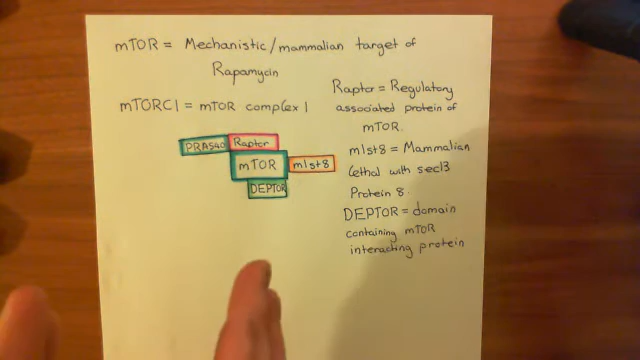 mTOR = Mechanistic/mammalian target of
Rapamycin
mTORC1 = mTOR complex 1
PRAS40 Raptor
mTOR mlst8
DEPTOR
Raptor = Regulatory
associated protein of
mTOR.
mlst8 = Mammalian
lethal with sec13
Protein 8.
DEPTOR = domain
containing mTOR
interacting protein